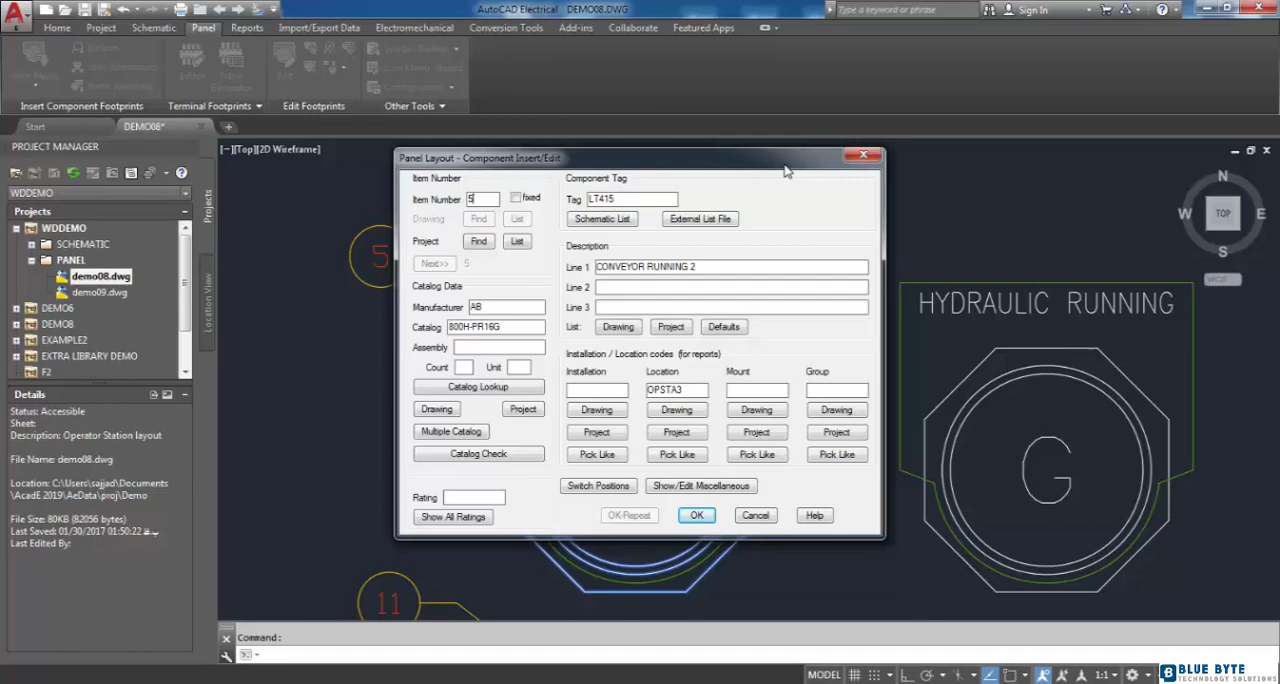 AutoCAD Electrical DEMO08.DWG
Type a keyword or phrase
Sign In
Home Project Schematic Panel Reports Import/Export Data Electromechanical Conversion Tools Add-ins Collaborate Featured Apps
Insert Component Footprints Terminal Footprints Edit Footprints Other Tools
Start DEMO08*
PROJECT MANAGER
WDDEMO
Projects
WDDEMO
SCHEMATIC
PANEL
demo08.dwg
demo09.dwg
DEMO6
DEMO8
EXAMPLE2
EXTRA LIBRARY DEMO
F2
Projects
Location View
Details
Status: Accessible
Sheet:
Description: Operator Station layout
File Name: demo08.dwg
Location: C:\Users\sajjad\Documents
\AcadE 2019\AeData\proj\Demo
File Size: 80KB (82056 bytes)
Last Saved: 01/30/2017 01:50:22
Last Edited By:
[−][Top][2D Wireframe]
Panel Layout - Component Insert/Edit
Item Number
Item Number 5 fixed
Drawing Find List
Project Find List
Next>> 5
Catalog Data
Manufacturer AB
Catalog 800H-PR16G
Assembly
Count Unit
Catalog Lookup
Drawing Project
Multiple Catalog
Catalog Check
Rating
Show All Ratings
Component Tag
Tag LT415
Schematic List External List File
Description
Line 1 CONVEYOR RUNNING 2
Line 2
Line 3
List: Drawing Project Defaults
Installation / Location codes (for reports)
Installation Location Mount Group
OPSTA3
Drawing Drawing Drawing Drawing
Project Project Project Project
Pick Like Pick Like Pick Like Pick Like
Switch Positions Show/Edit Miscellaneous
OK-Repeat OK Cancel Help
5
11
HYDRAULIC RUNNING
G
N
W TOP E
S
WCS
Command:
MODEL 1:1
BLUE BYTE
TECHNOLOGY SOLUTIONS